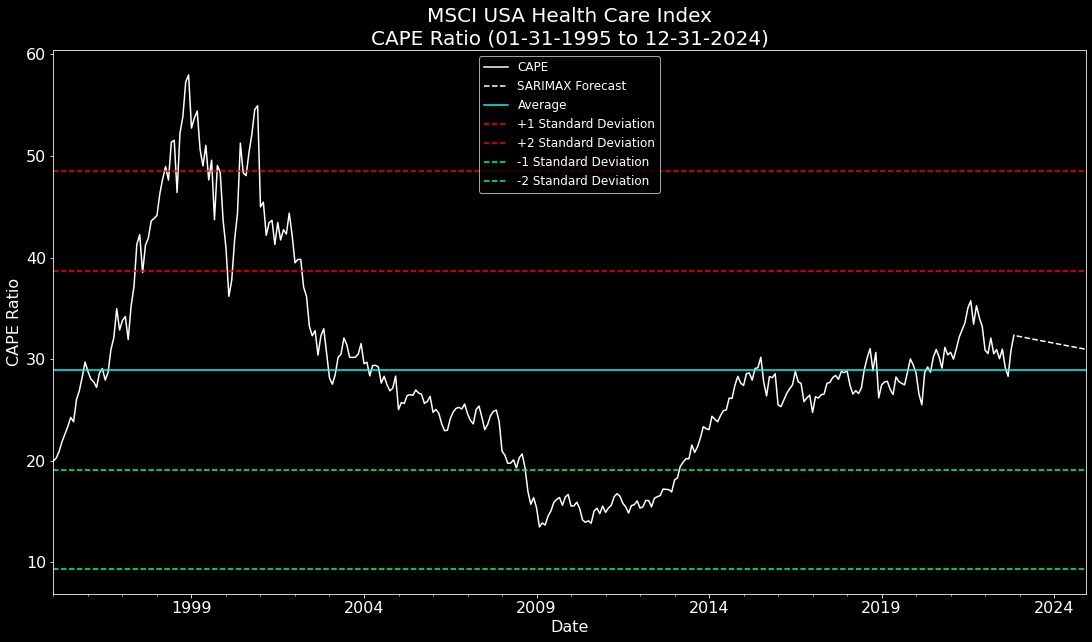 MSCI USA Health Care Index
CAPE Ratio (01-31-1995 to 12-31-2024)
CAPE
SARIMAX Forecast
Average
+1 Standard Deviation
+2 Standard Deviation
-1 Standard Deviation
-2 Standard Deviation
CAPE Ratio
60
50
40
30
20
10
1999 2004 2009 2014 2019 2024
Date